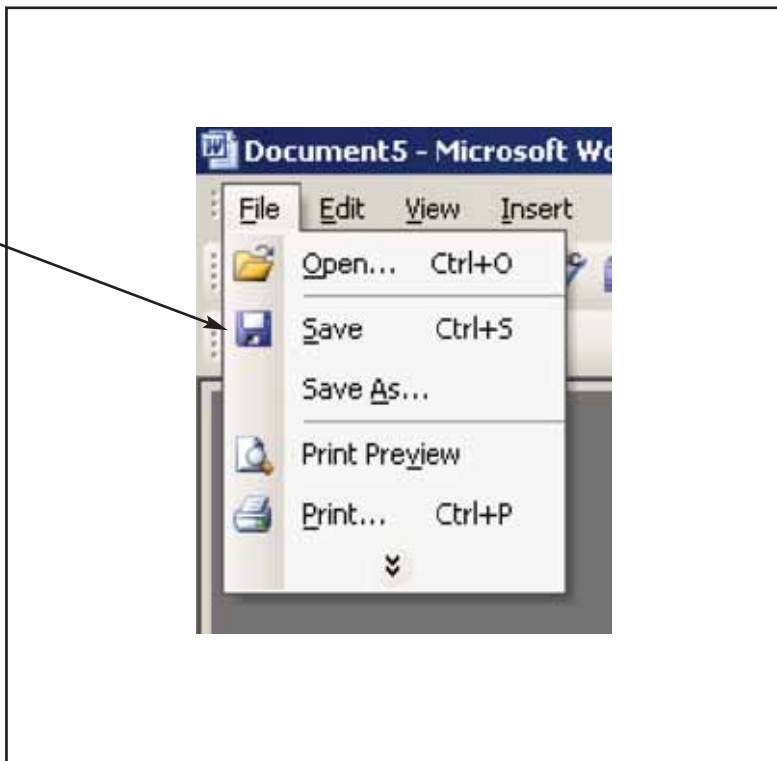 Document5 - Microsoft Wo
File Edit View Insert
Open... Ctrl+O
Save Ctrl+S
Save As...
Print Preview
Print... Ctrl+P